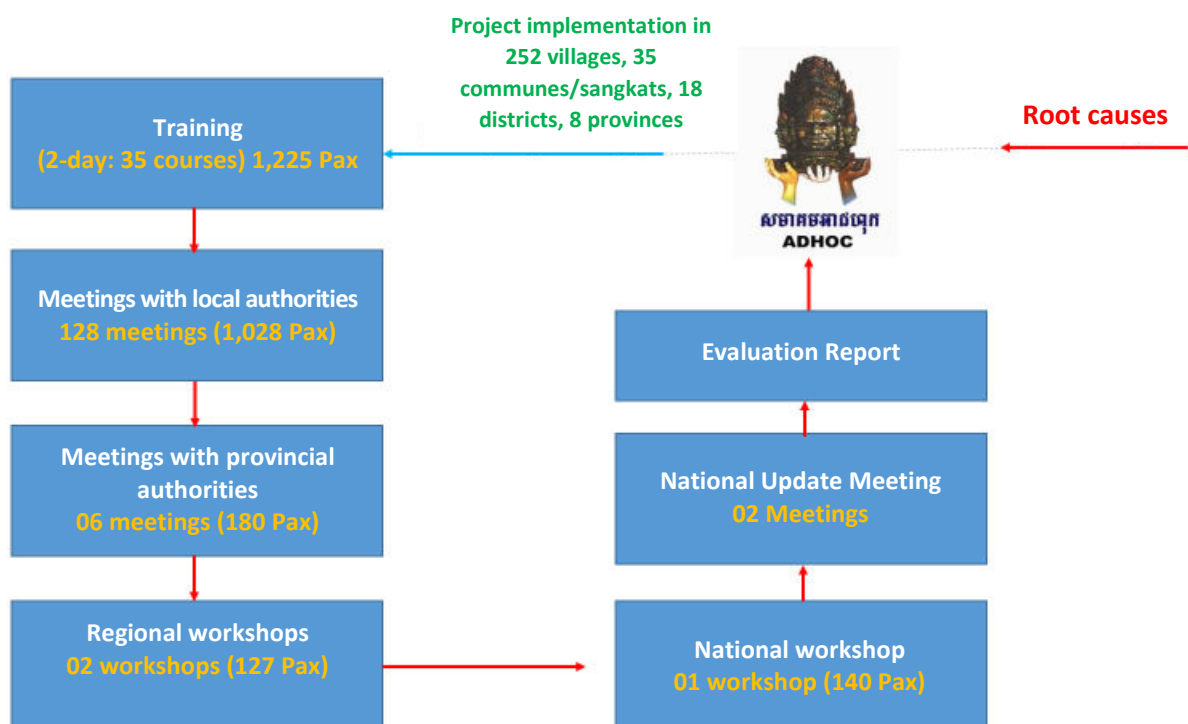 Project implementation in
252 villages, 35
communes/sangkats, 18
districts, 8 provinces
Root causes
សមាគមអាដហុក
ADHOC
Training
(2-day: 35 courses) 1,225 Pax
Meetings with local authorities
128 meetings (1,028 Pax)
Meetings with provincial
authorities
06 meetings (180 Pax)
Regional workshops
02 workshops (127 Pax)
National workshop
01 workshop (140 Pax)
National Update Meeting
02 Meetings
Evaluation Report